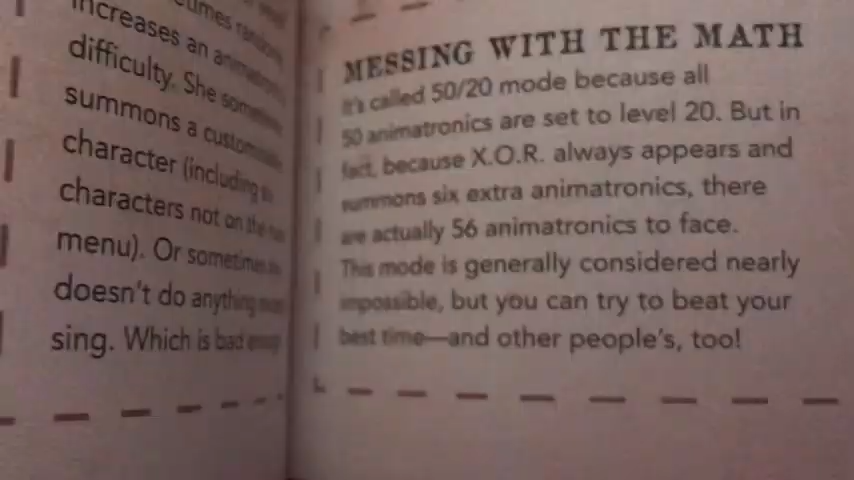 increases an animatronic's
difficulty. She sometimes
summons a customizable
character (including six
characters not on the
menu). Or sometimes she
doesn't do anything
sing. Which is bad enough
MESSING WITH THE MATH
It's called 50/20 mode because all
50 animatronics are set to level 20. But in
fact, because X.O.R. always appears and
summons six extra animatronics, there
are actually 56 animatronics to face.
This mode is generally considered nearly
impossible, but you can try to beat your
best time—and other people's, too!